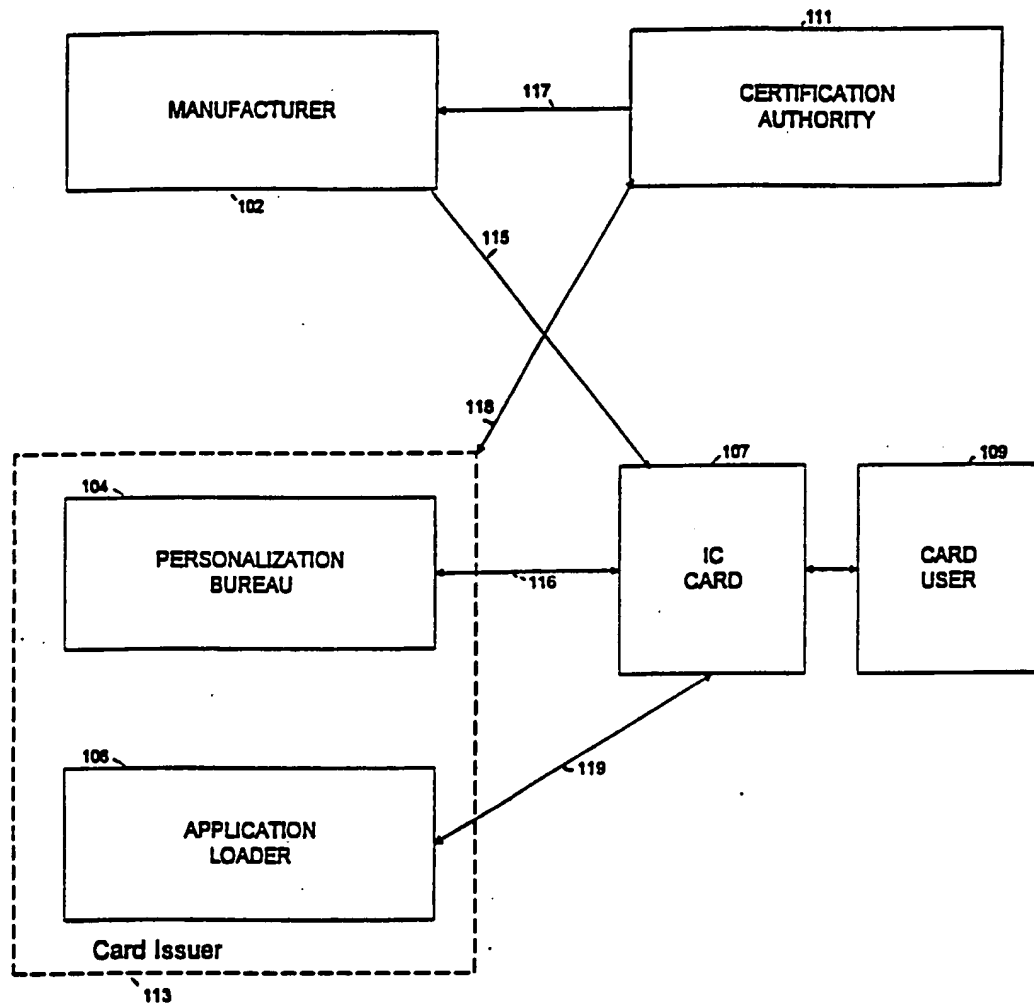 111
MANUFACTURER
117
CERTIFICATION
AUTHORITY
102
115
118
107
109
104
PERSONALIZATION
BUREAU
116
IC
CARD
CARD
USER
106
119
APPLICATION
LOADER
Card Issuer
113